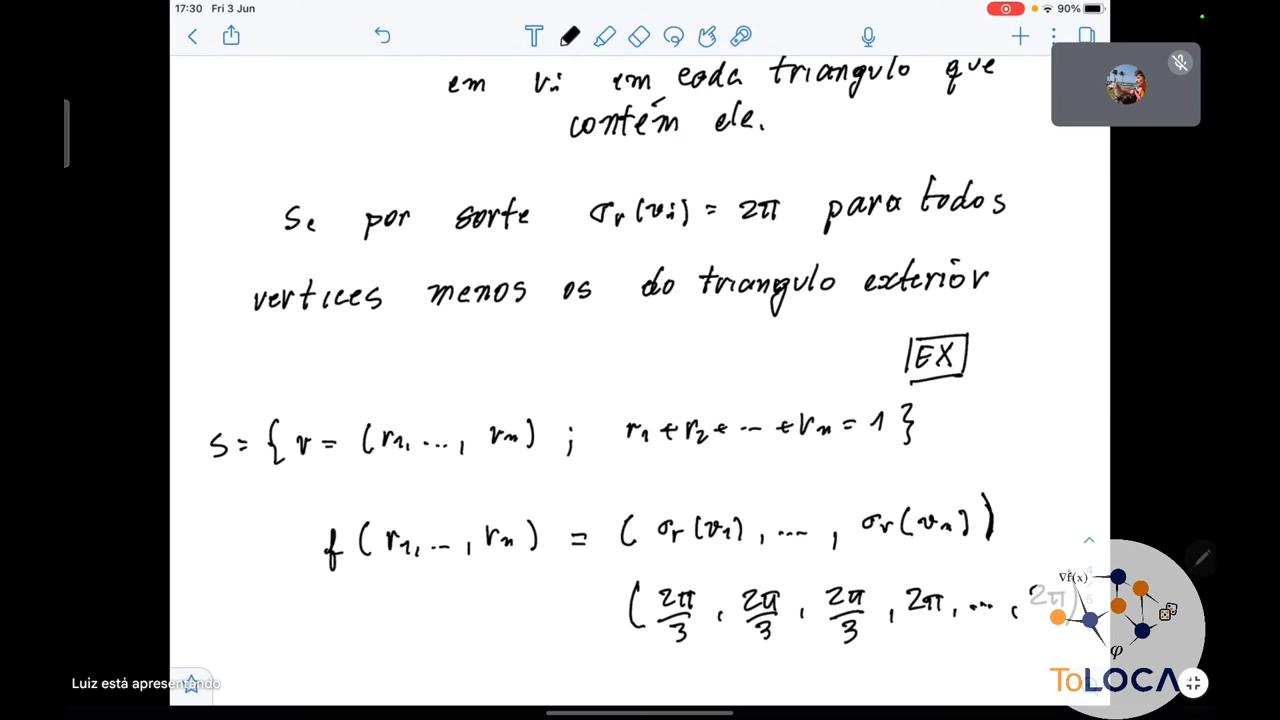 17:30 Fri 3 Jun
90%
em vi em coda triangulo que
contém ele.
Se por sorte σr(vi) = 2π para todos
vertices menos os do triangulo exteriór
EX
S = { r = (r1, ..., rn) ; r1 + r2 + ... + rn = 1 }
f(r1, ..., rn) = (σr(v1), ..., σr(vn))
(2π/3, 2π/3, 2π/3, 2π, ..., 2π)
∇f(x)
φ
ToLOCA
Luiz está apresentando